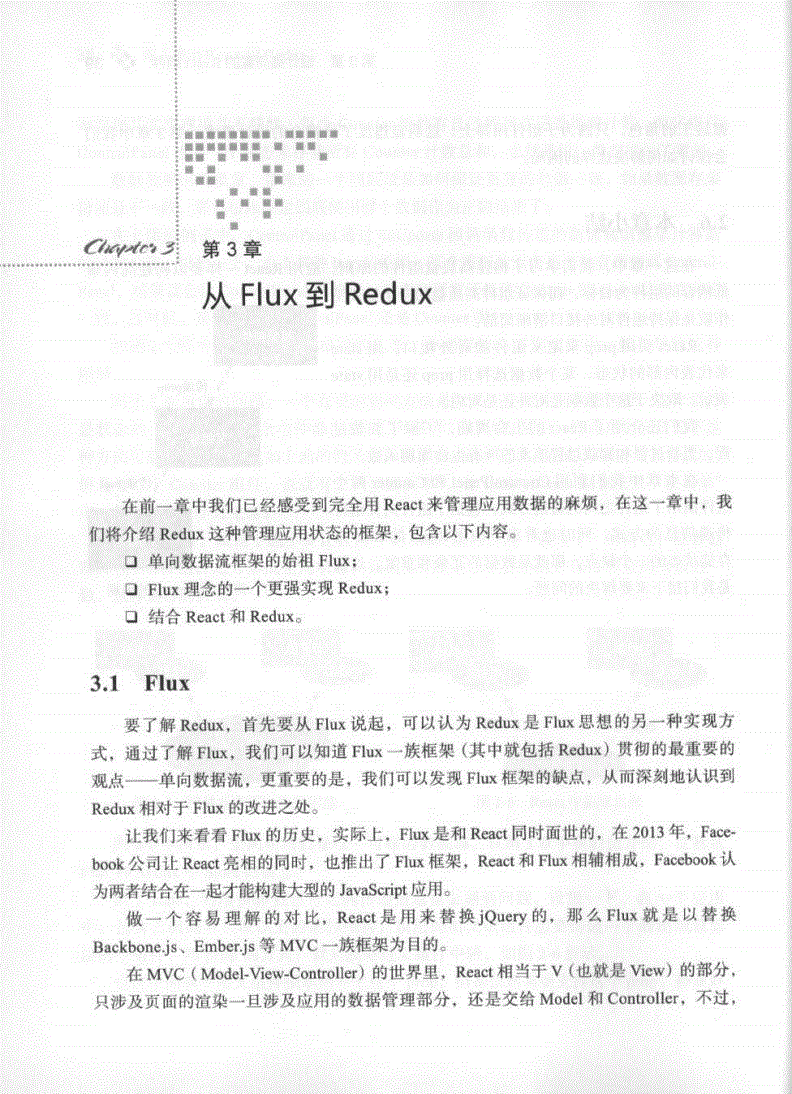 Chapter 3
第 3 章
从 Flux 到 Redux
在前一章中我们已经感受到完全用 React 来管理应用数据的麻烦，在这一章中，我
们将介绍 Redux 这种管理应用状态的框架，包含以下内容。
❑ 单向数据流框架的始祖 Flux；
❑ Flux 理念的一个更强实现 Redux；
❑ 结合 React 和 Redux。
3.1 Flux
要了解 Redux，首先要从 Flux 说起，可以认为 Redux 是 Flux 思想的另一种实现方
式，通过了解 Flux，我们可以知道 Flux 一族框架（其中就包括 Redux）贯彻的最重要的
观点——单向数据流，更重要的是，我们可以发现 Flux 框架的缺点，从而深刻地认识到
Redux 相对于 Flux 的改进之处。
让我们来看看 Flux 的历史，实际上，Flux 是和 React 同时面世的，在 2013 年，Face-
book 公司让 React 亮相的同时，也推出了 Flux 框架，React 和 Flux 相辅相成，Facebook 认
为两者结合在一起才能构建大型的 JavaScript 应用。
做一个容易理解的对比，React 是用来替换 jQuery 的，那么 Flux 就是以替换
Backbone.js、Ember.js 等 MVC 一族框架为目的。
在 MVC（Model-View-Controller）的世界里，React 相当于 V（也就是 View）的部分，
只涉及页面的渲染一旦涉及应用的数据管理部分，还是交给 Model 和 Controller，不过，